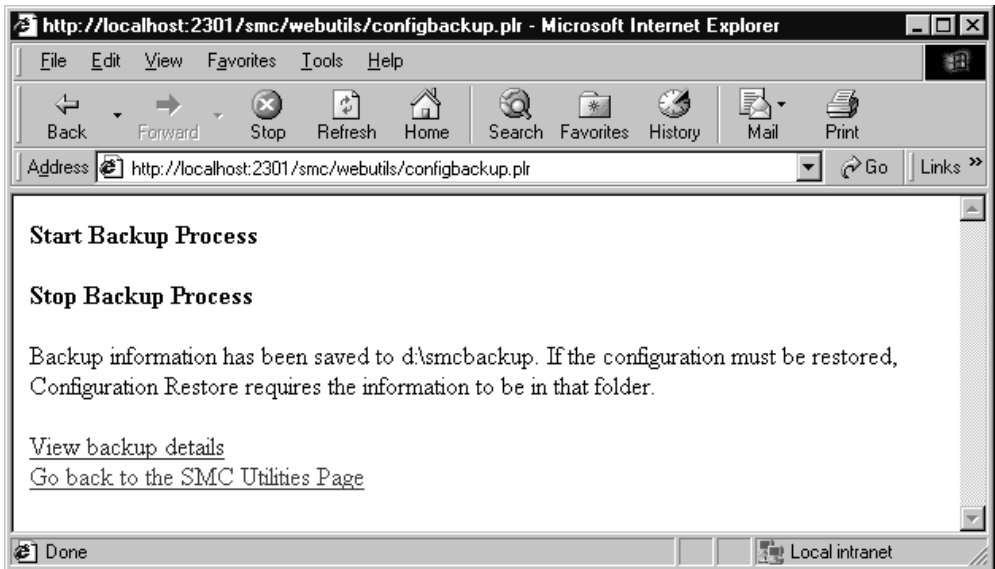 http://localhost:2301/smc/webutils/configbackup.plr - Microsoft Internet Explorer
File Edit View Favorites Tools Help
Back Forward Stop Refresh Home Search Favorites History Mail Print
Address http://localhost:2301/smc/webutils/configbackup.plr Go Links »
Start Backup Process
Stop Backup Process
Backup information has been saved to d:\smcbackup. If the configuration must be restored,
Configuration Restore requires the information to be in that folder.
View backup details
Go back to the SMC Utilities Page
Done Local intranet